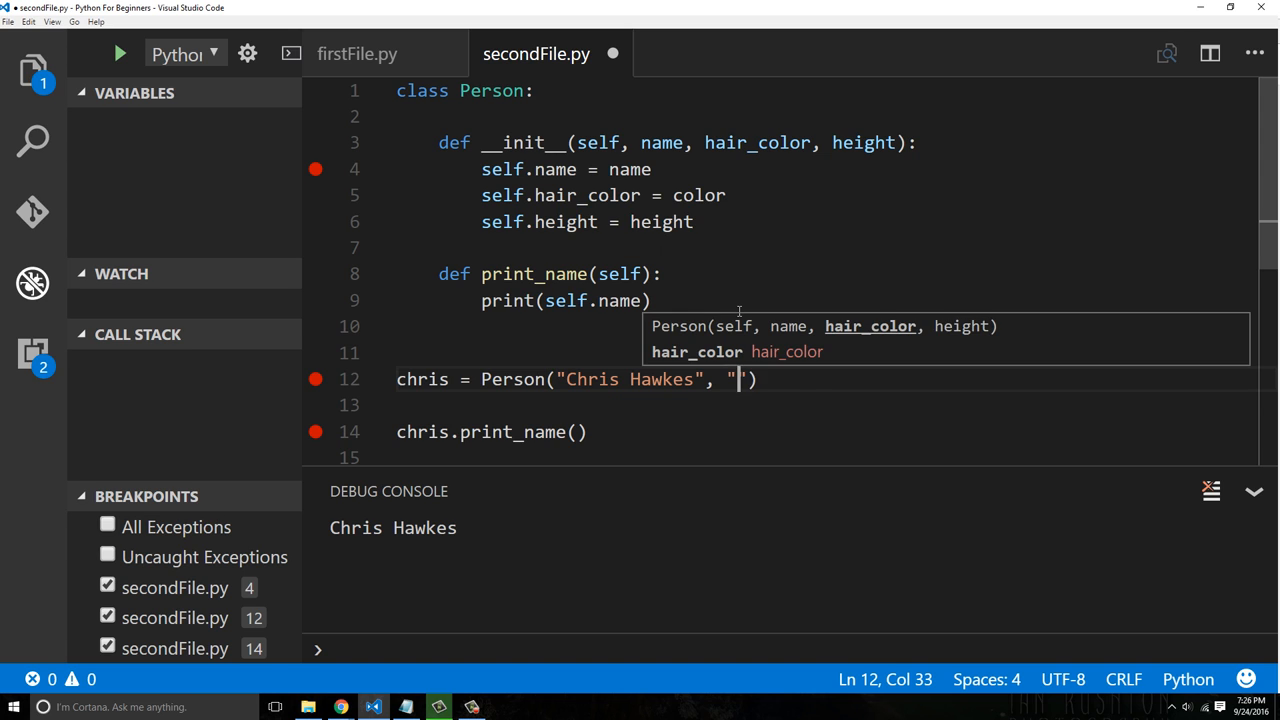 secondFile.py - Python For Beginners - Visual Studio Code
File Edit View Go Help
Python
firstFile.py
secondFile.py
1
VARIABLES
WATCH
CALL STACK
2
BREAKPOINTS
All Exceptions
Uncaught Exceptions
secondFile.py 4
secondFile.py 12
secondFile.py 14
1 class Person:
2
3 def __init__(self, name, hair_color, height):
4 self.name = name
5 self.hair_color = color
6 self.height = height
7
8 def print_name(self):
9 print(self.name)
10
Person(self, name, hair_color, height)
11
hair_color hair_color
12 chris = Person("Chris Hawkes", "")
13
14 chris.print_name()
15
DEBUG CONSOLE
Chris Hawkes
0 0
Ln 12, Col 33 Spaces: 4 UTF-8 CRLF Python
I'm Cortana. Ask me anything.
7:26 PM
9/24/2016